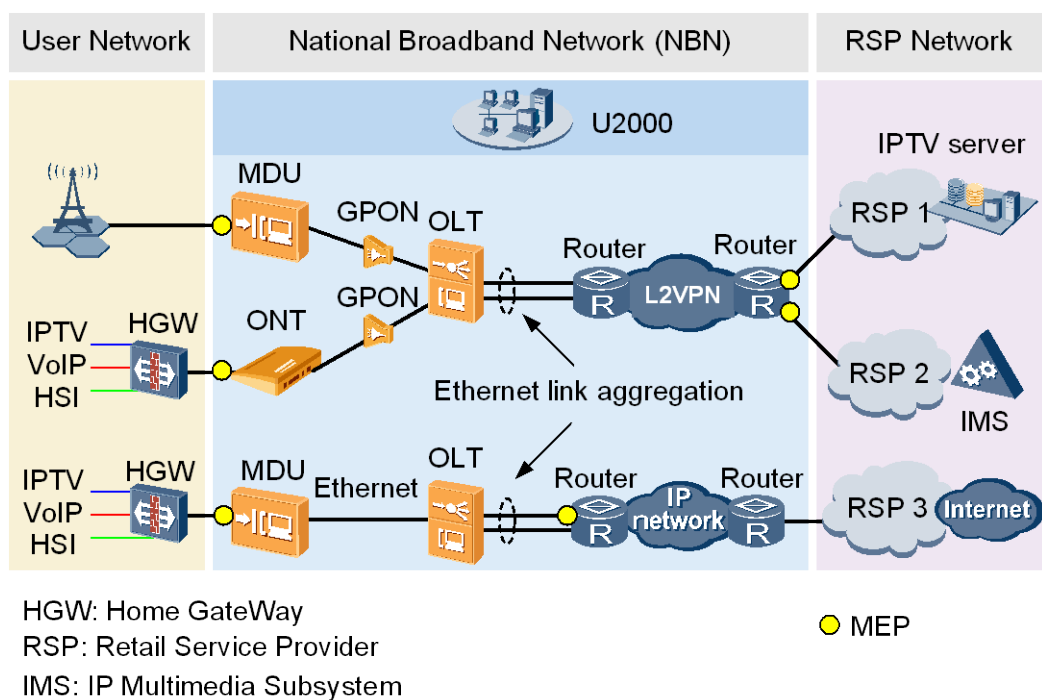 User Network
National Broadband Network (NBN)
RSP Network
U2000
IPTV server
MDU
GPON
OLT
Router
Router
RSP 1
L2VPN
R
R
GPON
ONT
IPTV
HGW
VoIP
HSI
Ethernet link aggregation
RSP 2
IMS
OLT
MDU
HGW
Router
Router
IPTV
Ethernet
VoIP
HSI
IP
network
R
R
RSP 3
Internet
HGW: Home GateWay
RSP: Retail Service Provider
IMS: IP Multimedia Subsystem
MEP